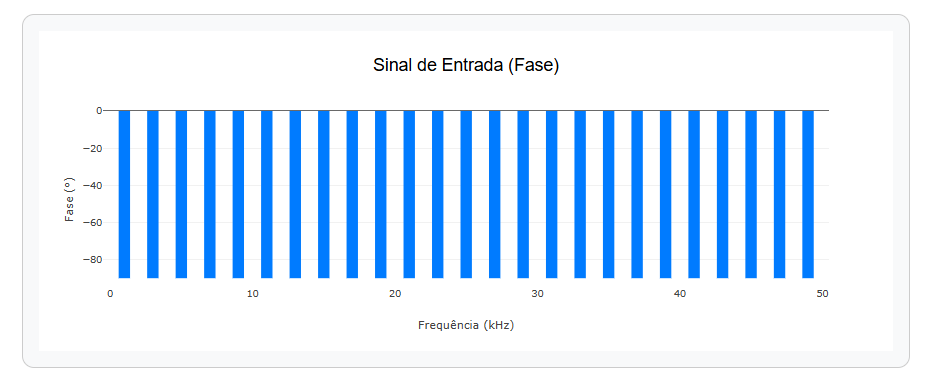 Sinal de Entrada (Fase)
0
−20
−40
−60
−80
Fase (°)
0 10 20 30 40 50
Frequência (kHz)